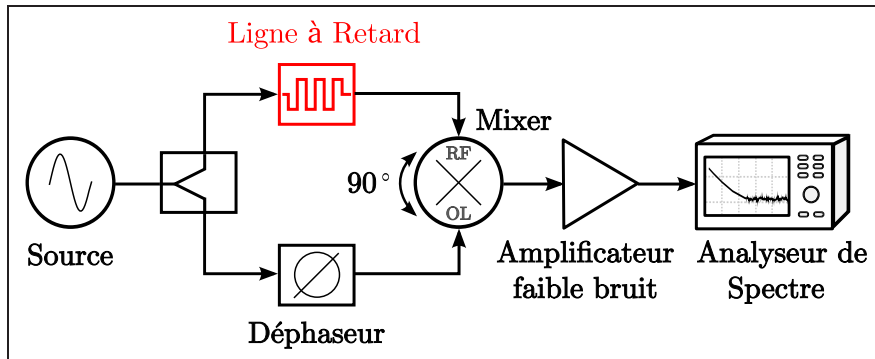 Ligne à Retard
Mixer
RF
90°
OL
Source
Amplificateur
faible bruit
Analyseur de
Spectre
Déphaseur